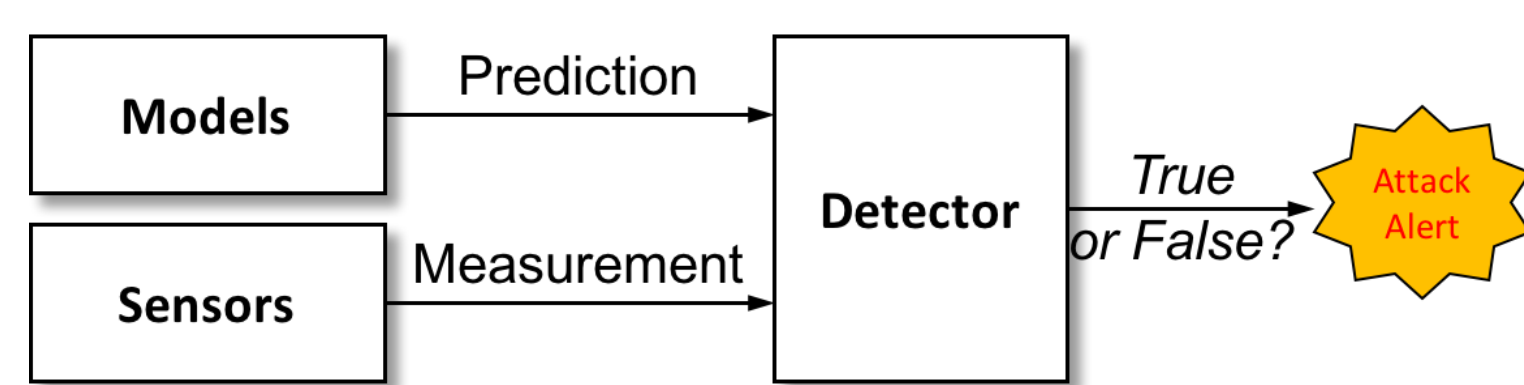 Models
Prediction
Sensors
Measurement
Detector
True
or False?
Attack
Alert